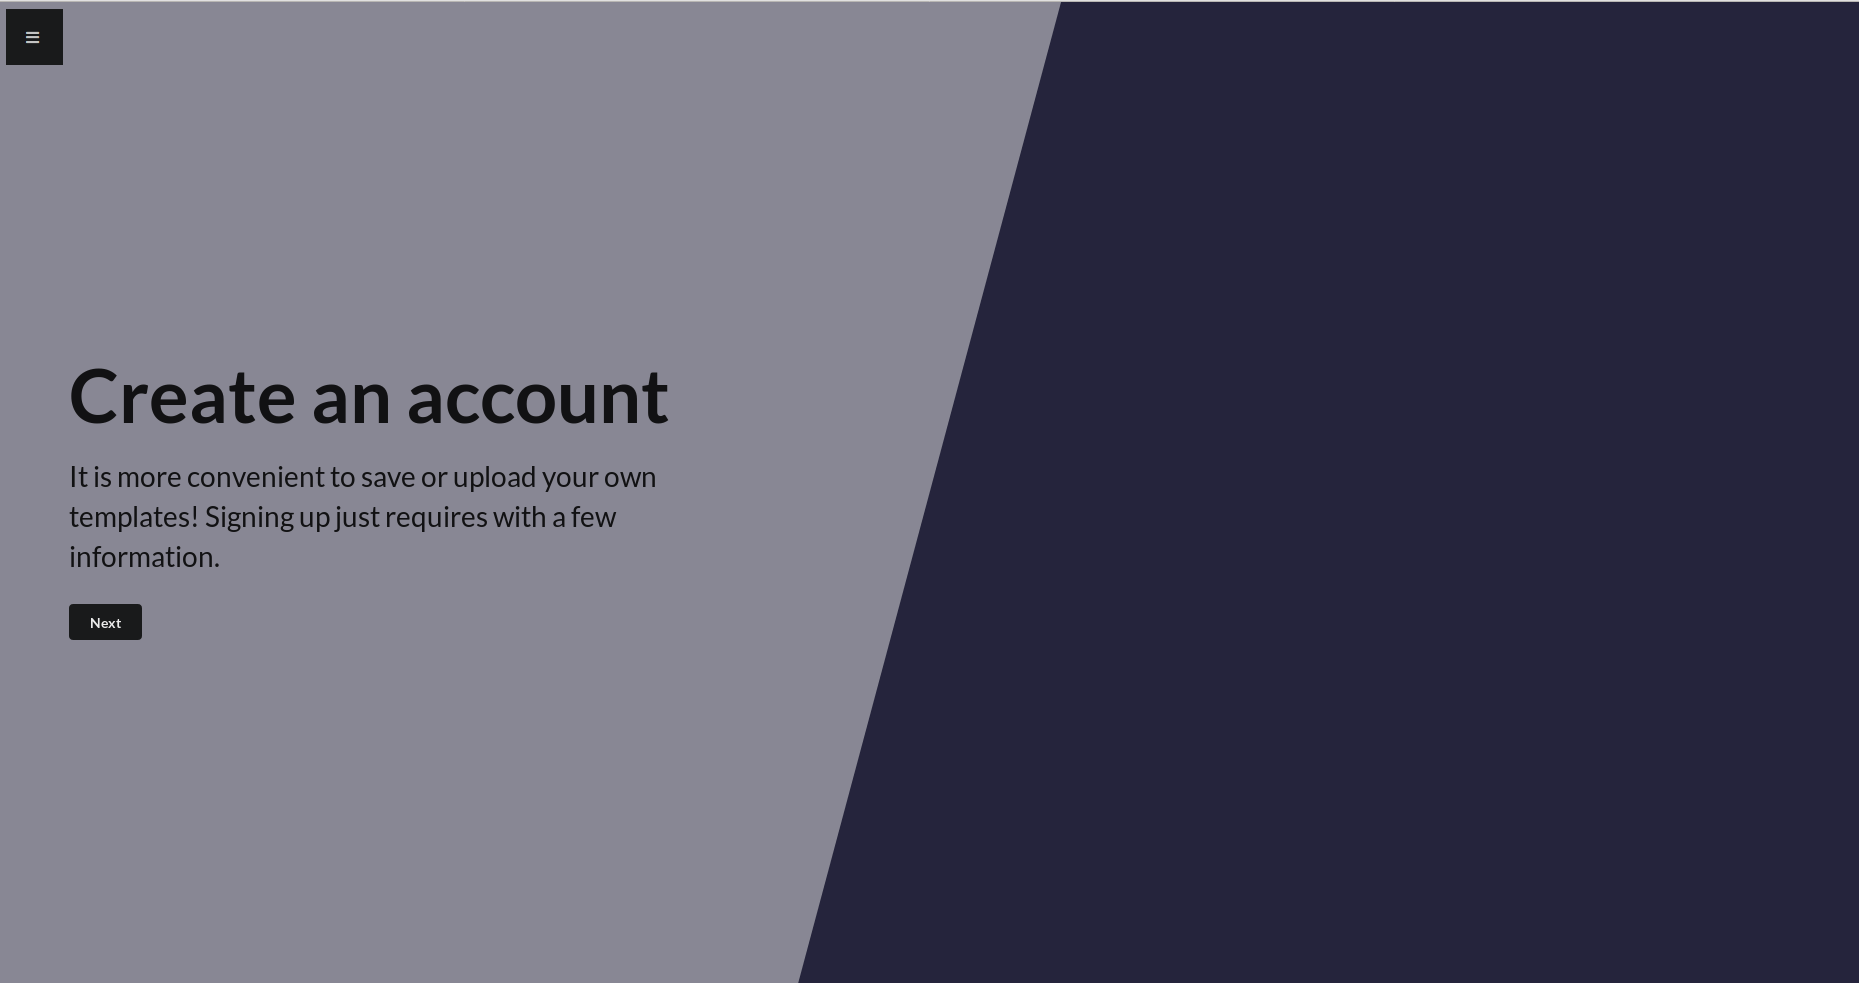 Create an account
It is more convenient to save or upload your own
templates! Signing up just requires with a few
information.
Next